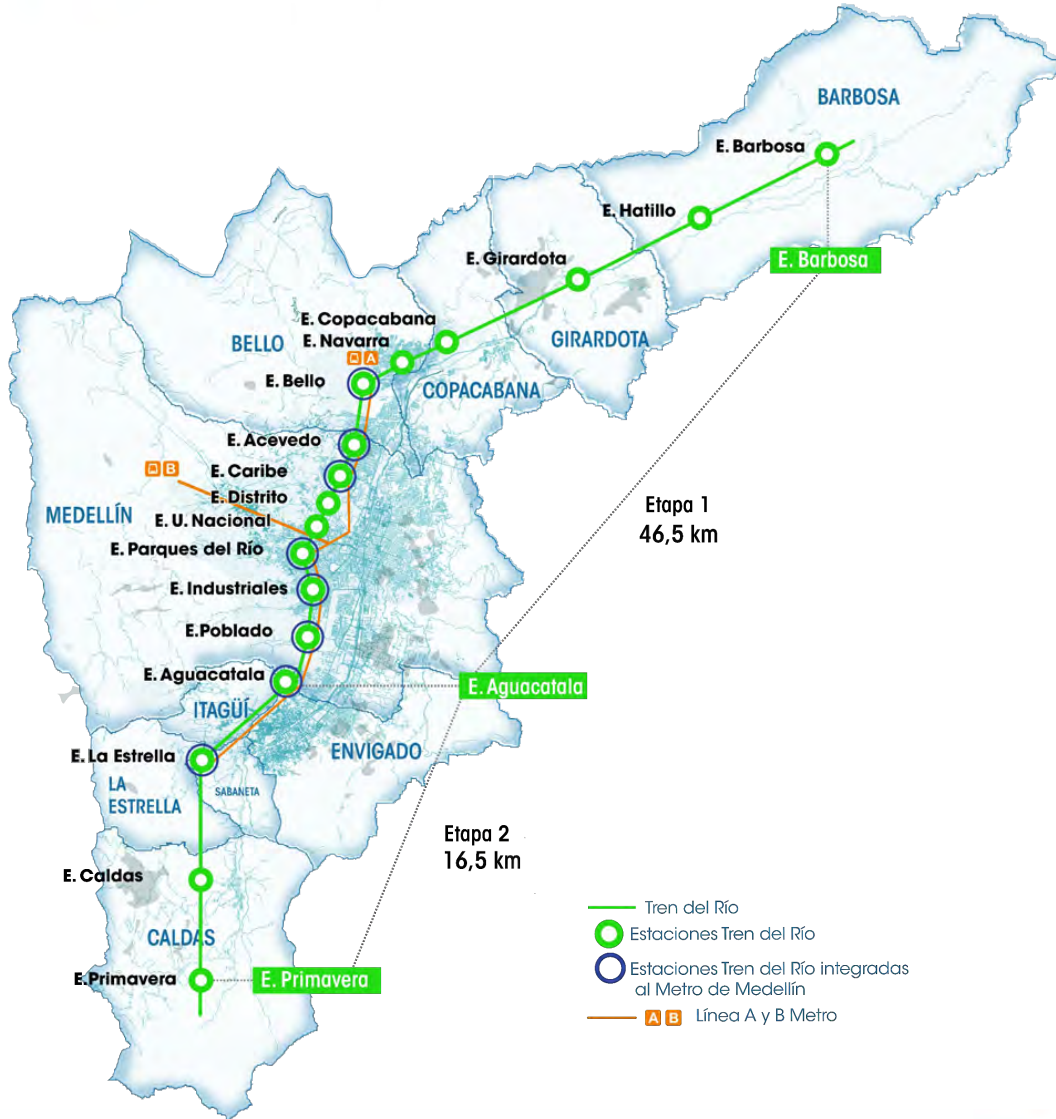 BARBOSA
E. Barbosa
E. Hatillo
E. Barbosa
E. Girardota
GIRARDOTA
E. Copacabana
BELLO
E. Navarra
A
E. Bello
COPACABANA
E. Acevedo
E. Caribe
B
E. Distrito
MEDELLÍN
E. U. Nacional
E. Parques del Río
Etapa 1
46,5 km
E. Industriales
E.Poblado
E. Aguacatala
E. Aguacatala
ITAGÜÍ
ENVIGADO
E. La Estrella
LA
ESTRELLA
SABANETA
Etapa 2
16,5 km
E. Caldas
CALDAS
E.Primavera
E. Primavera
Tren del Río
Estaciones Tren del Río
Estaciones Tren del Río integradas
al Metro de Medellín
A B Línea A y B Metro